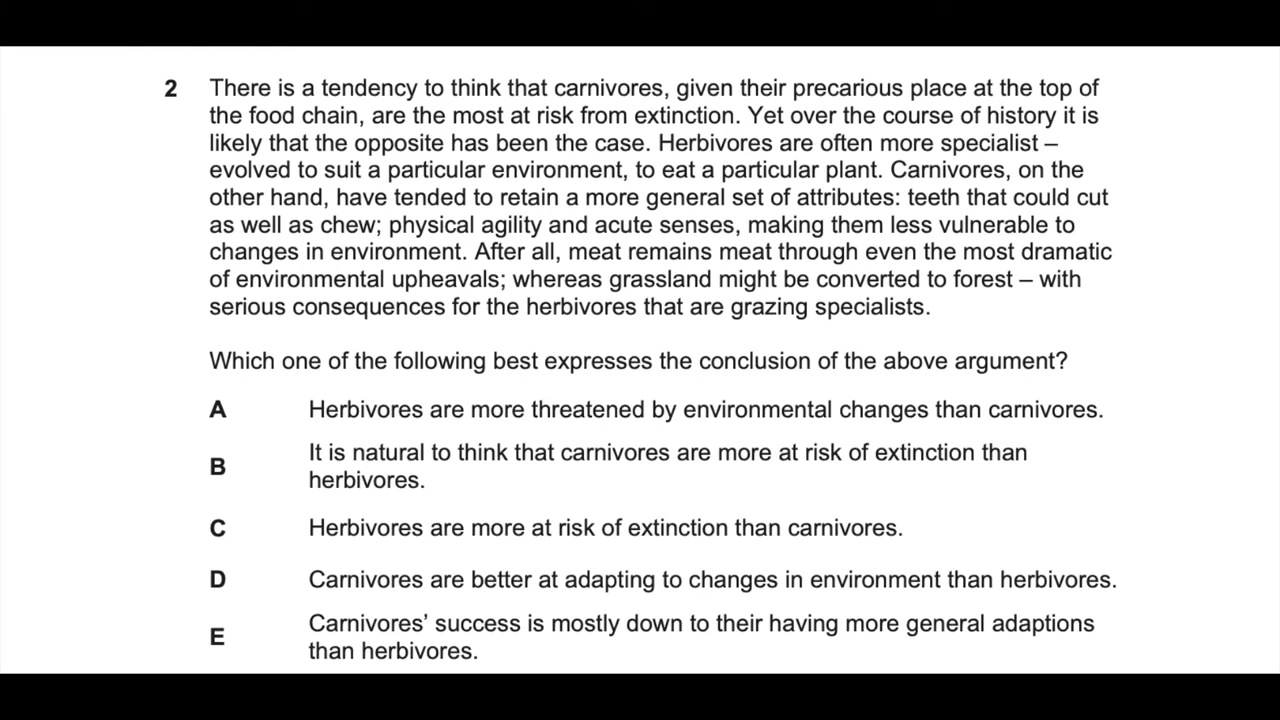 2 There is a tendency to think that carnivores, given their precarious place at the top of
the food chain, are the most at risk from extinction. Yet over the course of history it is
likely that the opposite has been the case. Herbivores are often more specialist –
evolved to suit a particular environment, to eat a particular plant. Carnivores, on the
other hand, have tended to retain a more general set of attributes: teeth that could cut
as well as chew; physical agility and acute senses, making them less vulnerable to
changes in environment. After all, meat remains meat through even the most dramatic
of environmental upheavals; whereas grassland might be converted to forest – with
serious consequences for the herbivores that are grazing specialists.
Which one of the following best expresses the conclusion of the above argument?
A Herbivores are more threatened by environmental changes than carnivores.
B It is natural to think that carnivores are more at risk of extinction than
herbivores.
C Herbivores are more at risk of extinction than carnivores.
D Carnivores are better at adapting to changes in environment than herbivores.
E Carnivores’ success is mostly down to their having more general adaptions
than herbivores.